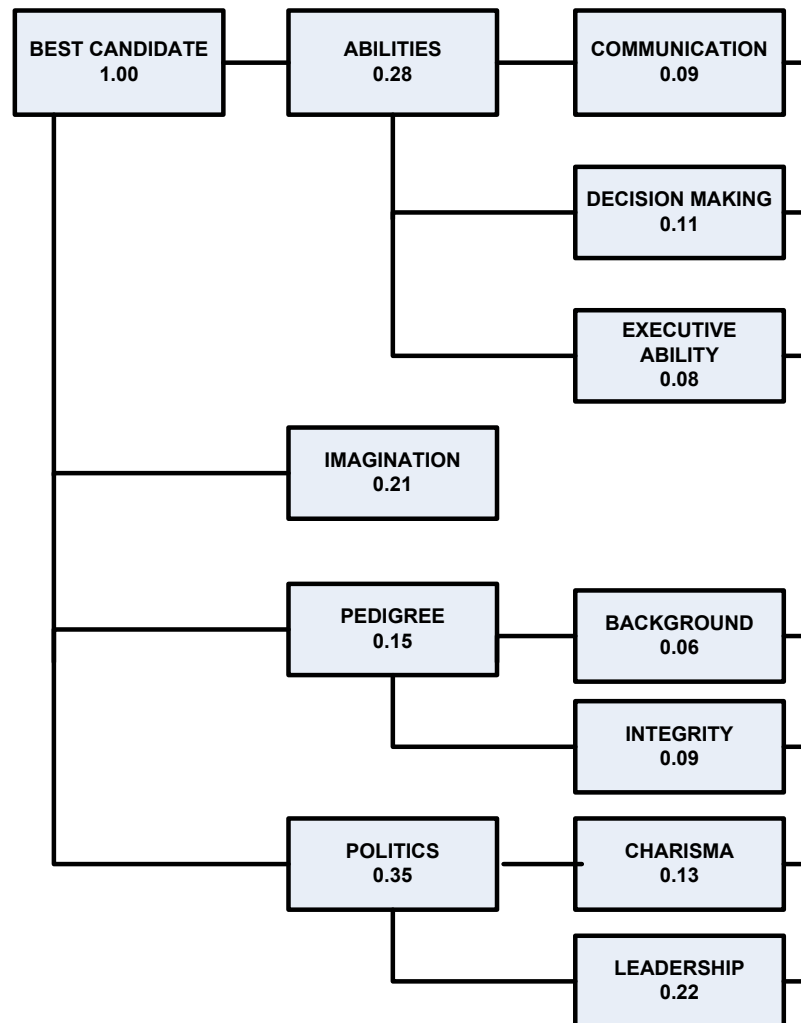 BEST CANDIDATE
1.00
ABILITIES
0.28
COMMUNICATION
0.09
DECISION MAKING
0.11
EXECUTIVE
ABILITY
0.08
IMAGINATION
0.21
PEDIGREE
0.15
BACKGROUND
0.06
INTEGRITY
0.09
POLITICS
0.35
CHARISMA
0.13
LEADERSHIP
0.22